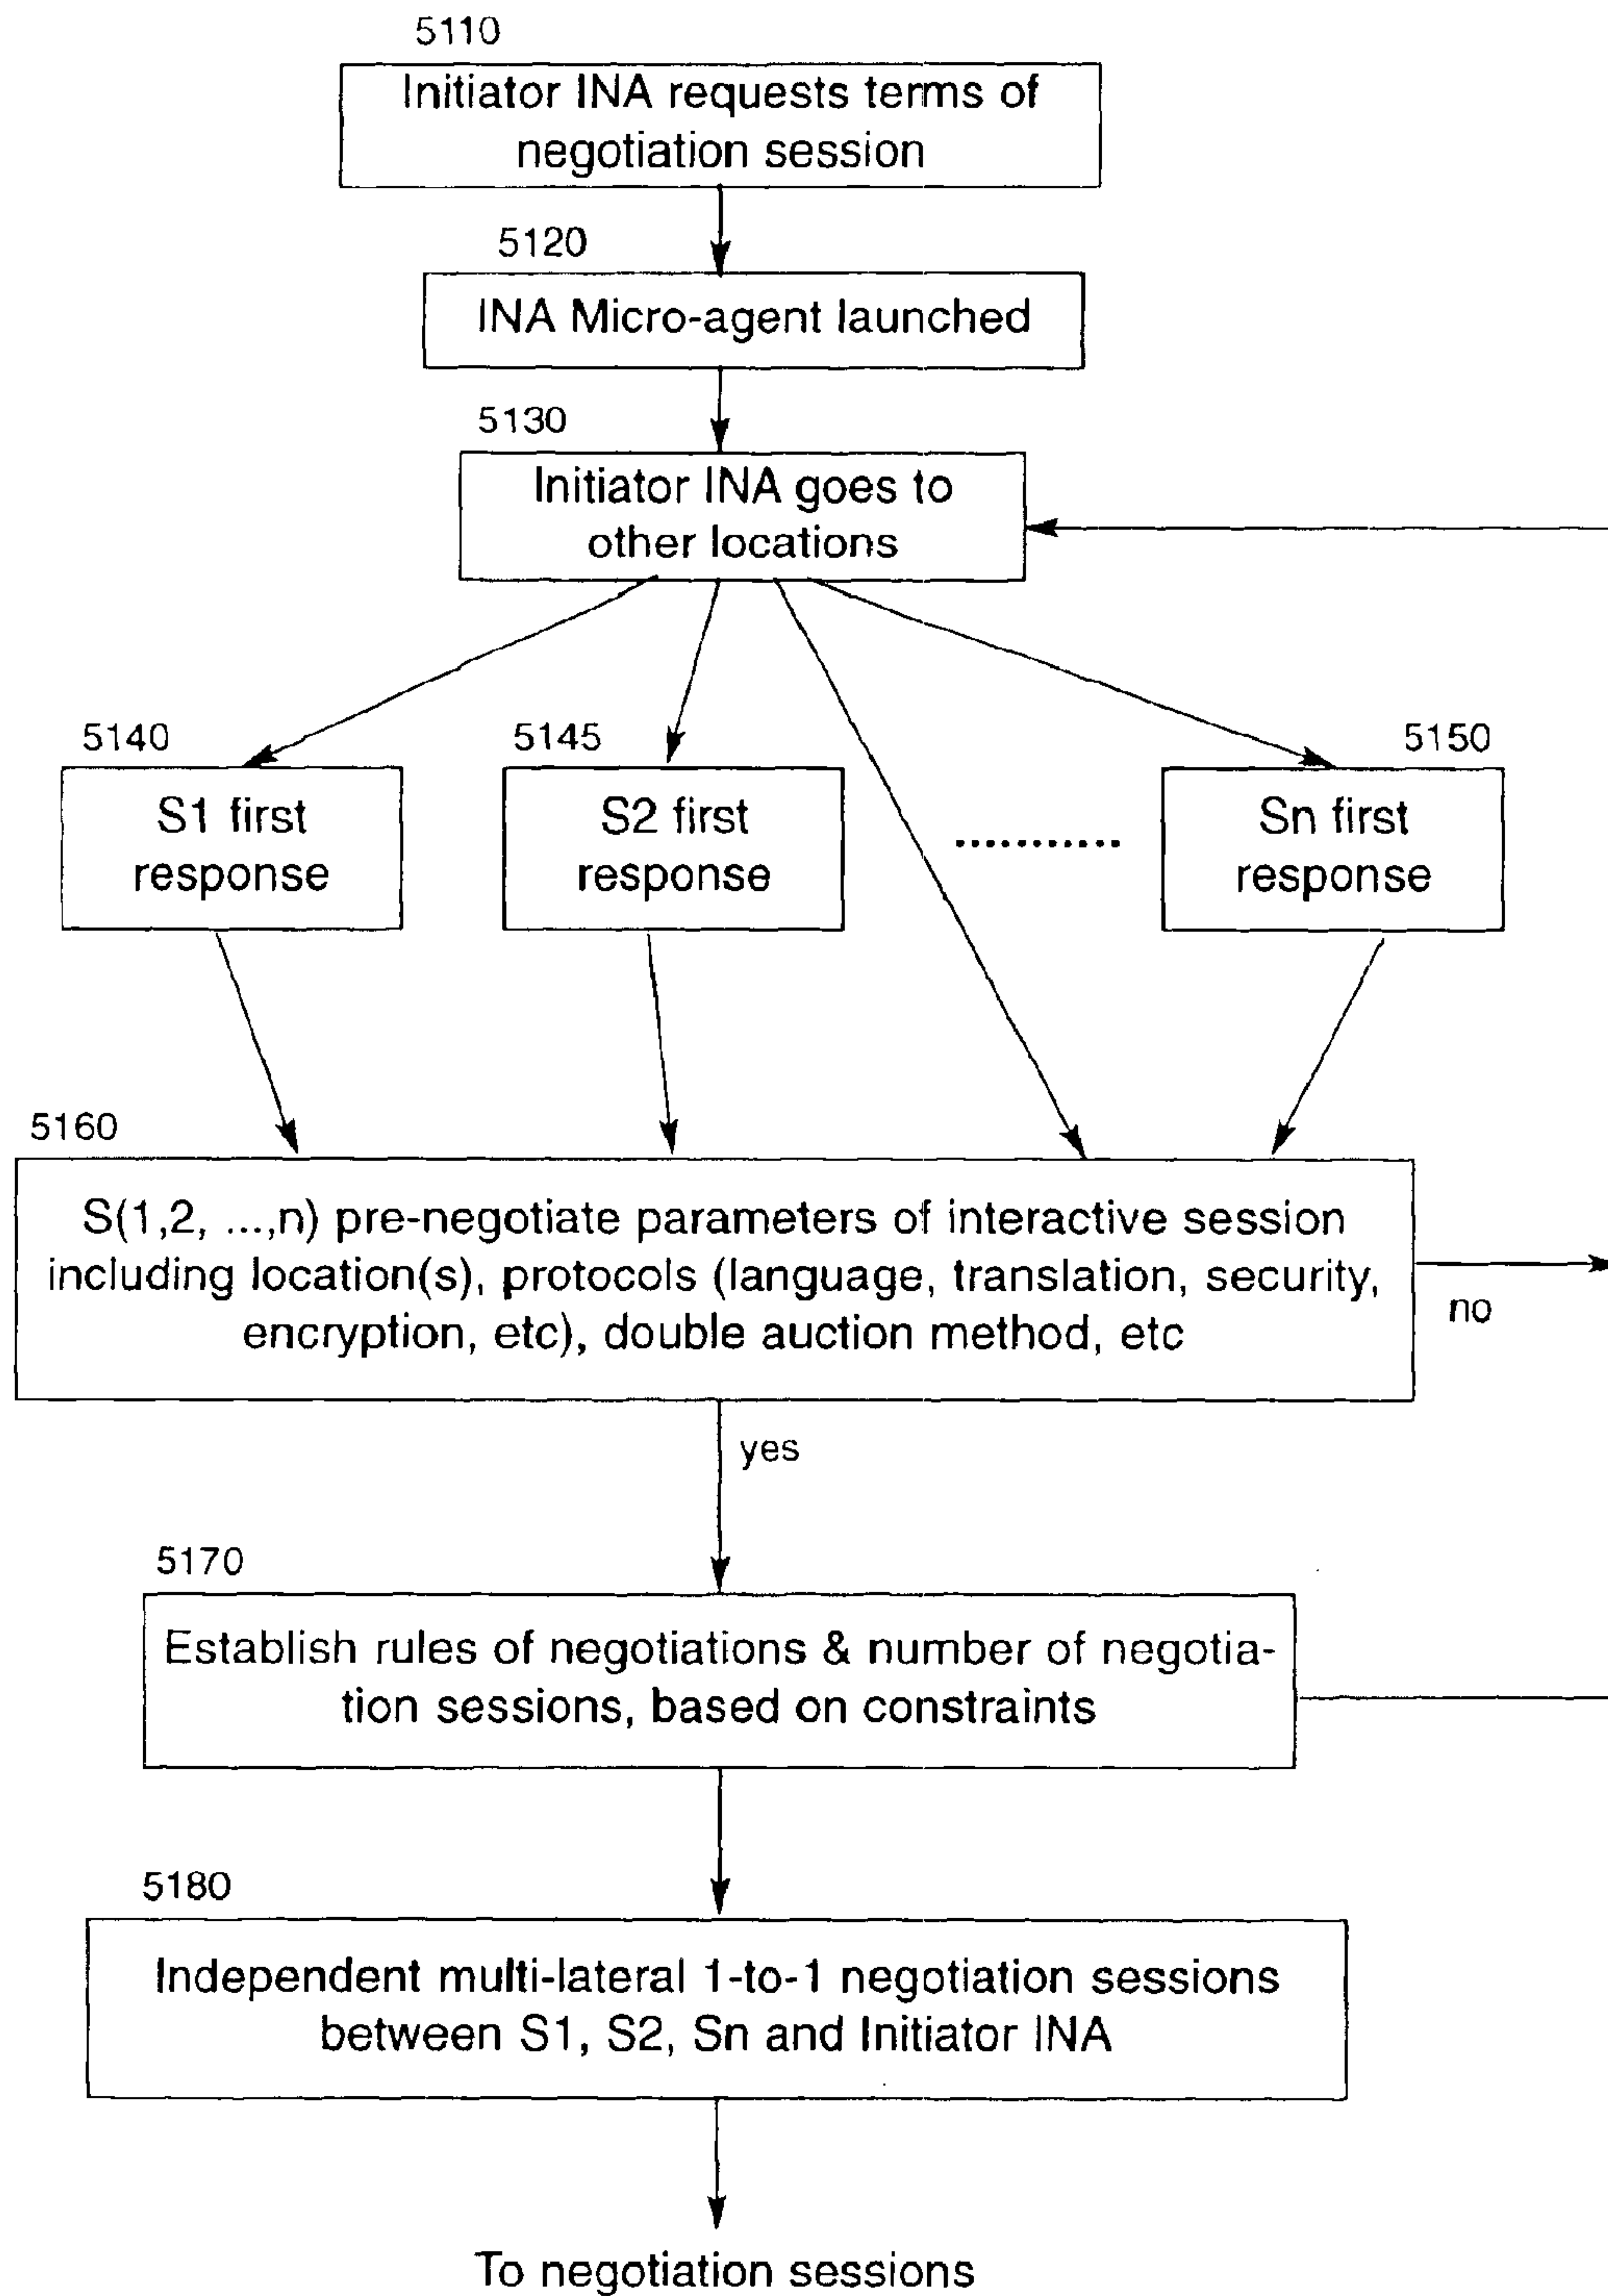 5110
Initiator INA requests terms of
negotiation session
5120
INA Micro-agent launched
5130
Initiator INA goes to
other locations
5140
S1 first
response
5145
S2 first
response
............
5150
Sn first
response
5160
S(1,2, ...,n) pre-negotiate parameters of interactive session
including location(s), protocols (language, translation, security,
encryption, etc), double auction method, etc
no
yes
5170
Establish rules of negotiations & number of negotia-
tion sessions, based on constraints
5180
Independent multi-lateral 1-to-1 negotiation sessions
between S1, S2, Sn and Initiator INA
To negotiation sessions